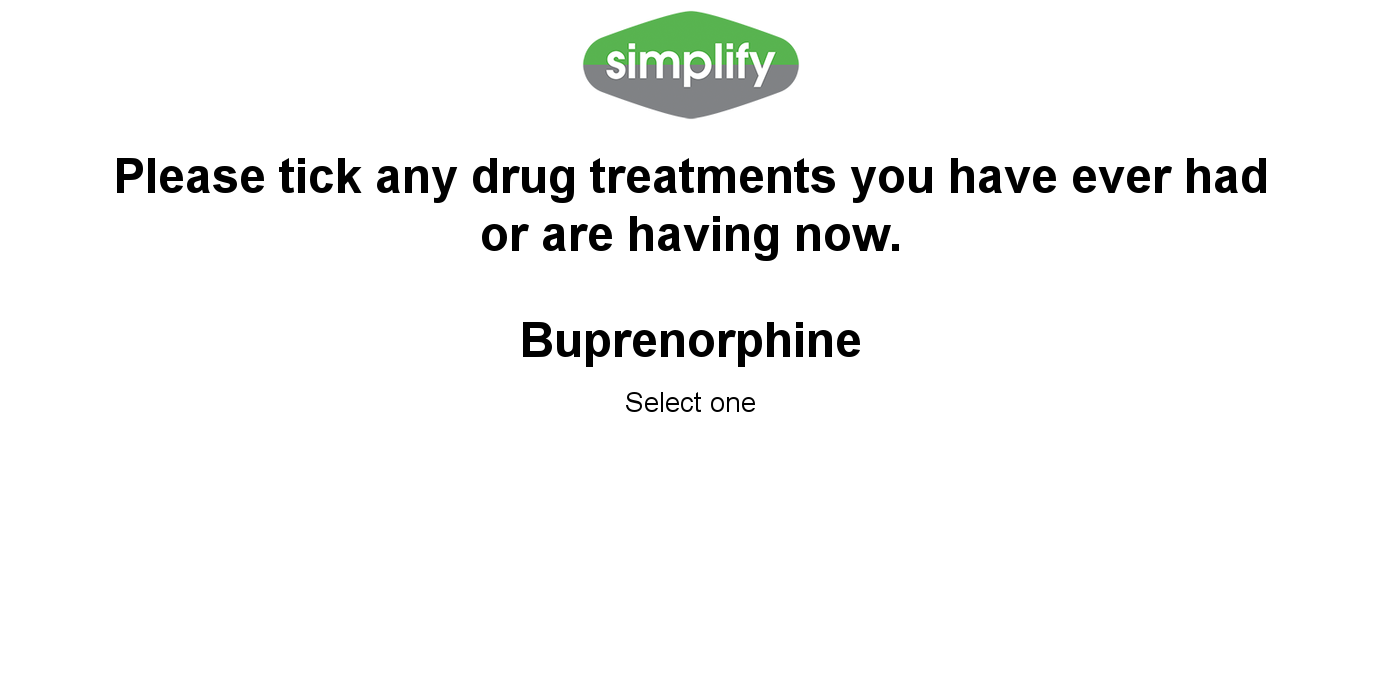 simplify
Please tick any drug treatments you have ever had
or are having now.
Buprenorphine
Select one